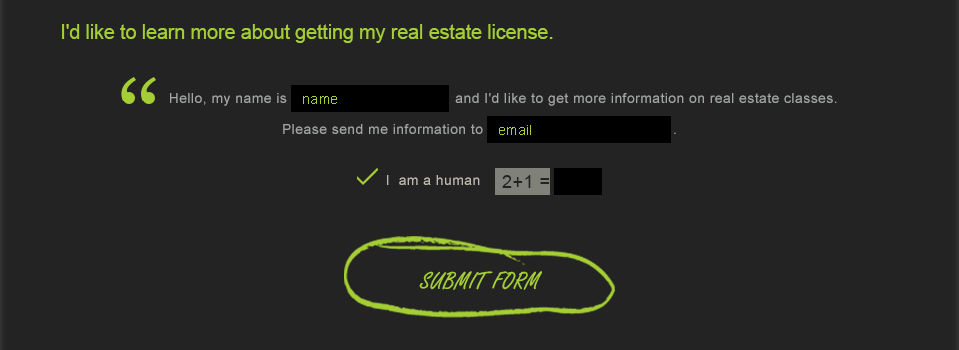 I'd like to learn more about getting my real estate license.
“ Hello, my name is name and I'd like to get more information on real estate classes.
Please send me information to email .
I am a human 2+1 =
SUBMIT FORM